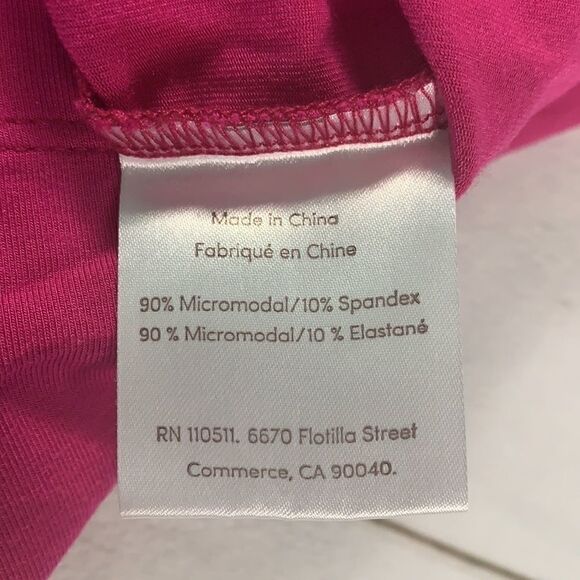 Made in China
Fabriqué en Chine
90% Micromodal/10% Spandex
90 % Micromodal/10 % Elastané
RN 110511. 6670 Flotilla Street
Commerce, CA 90040.